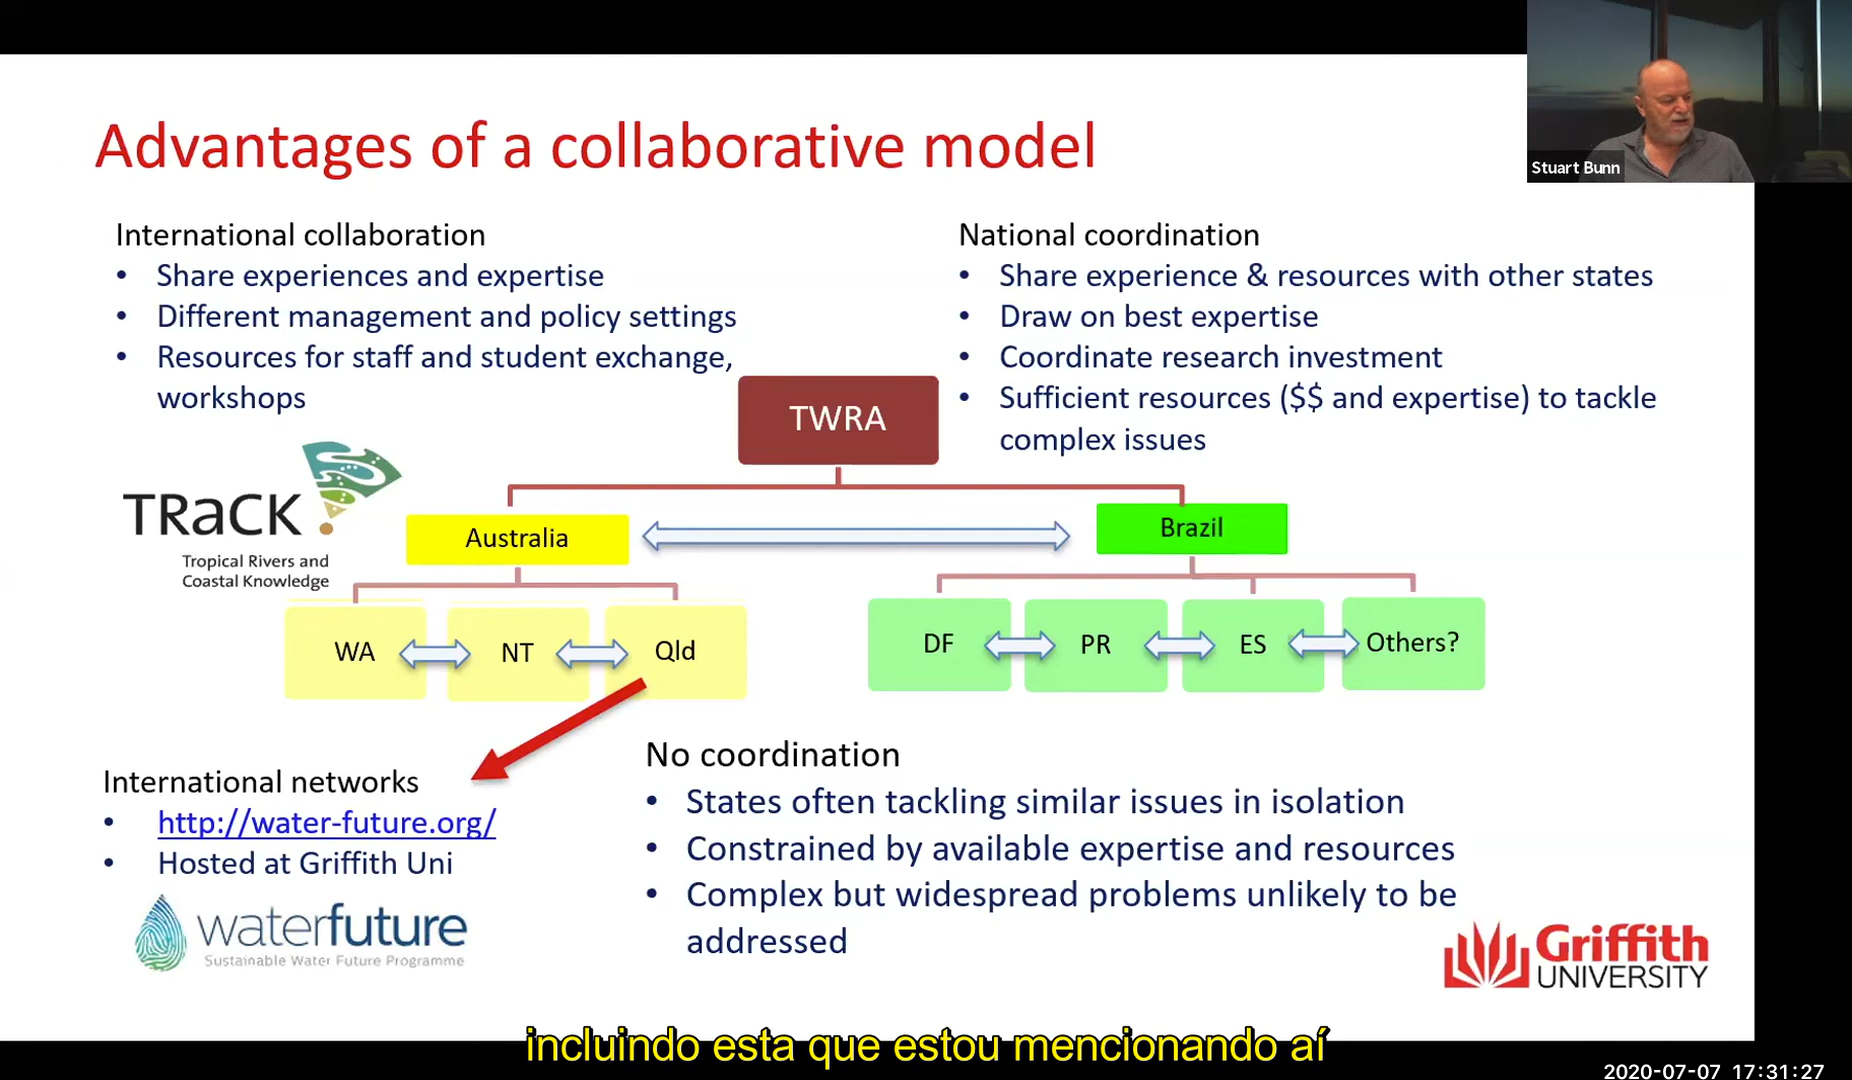 Stuart Bunn
Advantages of a collaborative model
International collaboration
• Share experiences and expertise
• Different management and policy settings
• Resources for staff and student exchange,
workshops
National coordination
• Share experience & resources with other states
• Draw on best expertise
• Coordinate research investment
• Sufficient resources ($$ and expertise) to tackle
complex issues
TWRA
TRaCK
Tropical Rivers and
Coastal Knowledge
Australia
Brazil
WA
NT
Qld
DF
PR
ES
Others?
International networks
• http://water-future.org/
• Hosted at Griffith Uni
waterfuture
Sustainable Water Future Programme
No coordination
• States often tackling similar issues in isolation
• Constrained by available expertise and resources
• Complex but widespread problems unlikely to be
addressed
Griffith
UNIVERSITY
incluindo esta que estou mencionando aí
2020-07-07 17:31:27